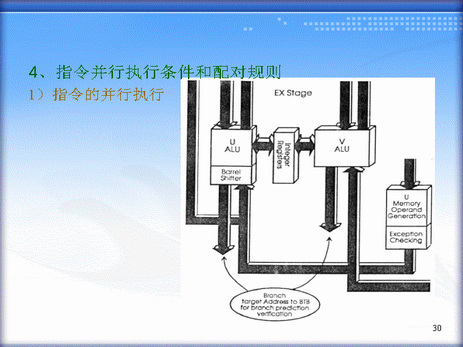 4、指令并行执行条件和配对规则
1）指令的并行执行
EX Stage
U
ALU
Barrel
Shifter
Integer
Registers
V
ALU
U
Memory
Operand
Generation
Exception
Checking
Branch
target Address to BTB
for branch prediction
verification
30